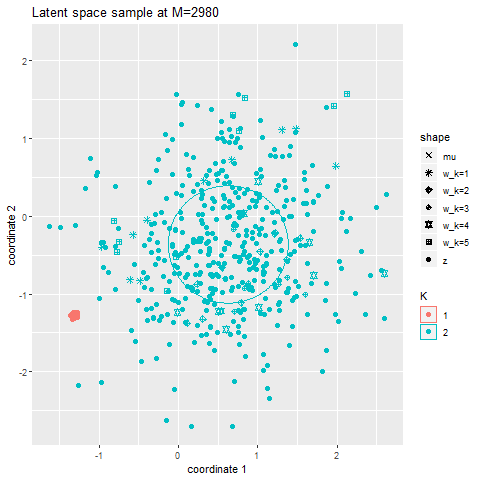 Latent space sample at M=2980
coordinate 2
2
0
-1
-2
-1
0
1
2
coordinate 1
shape
mu
w_k=1
w_k=2
w_k=3
w_k=4
w_k=5
z
K
1
2